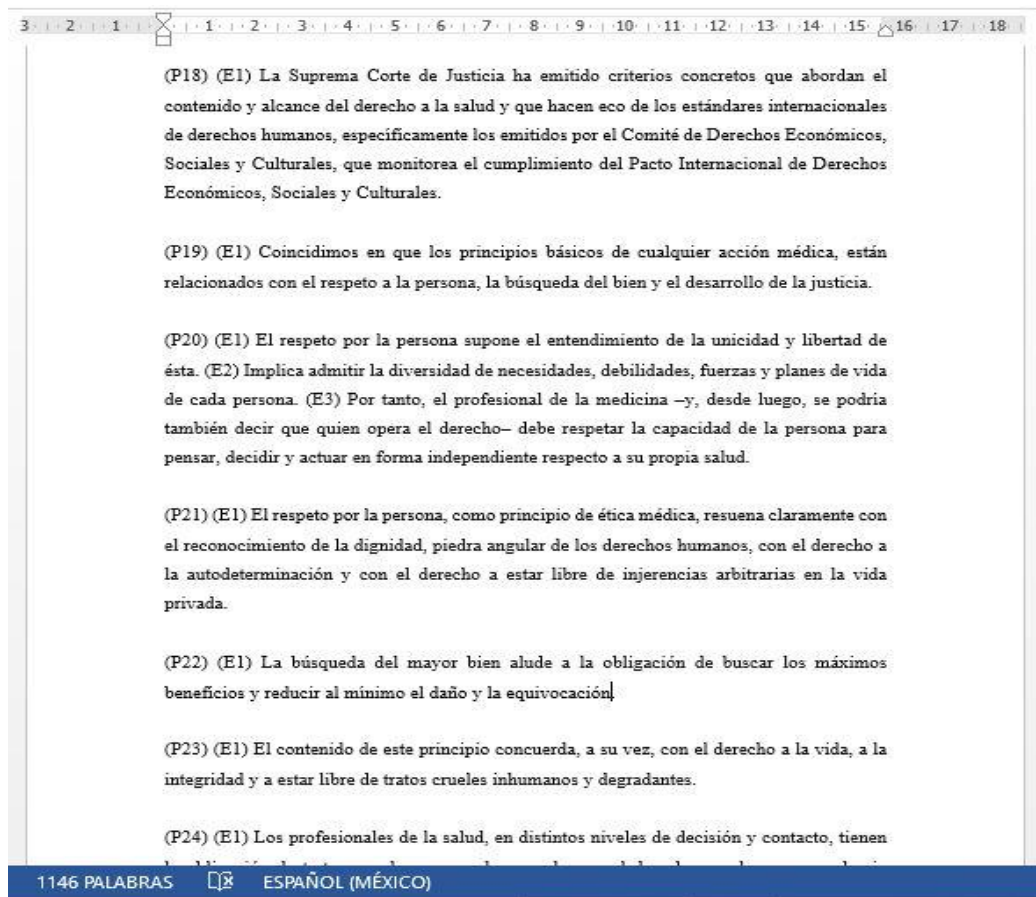 3 2 1 1 2 3 4 5 6 7 8 9 10 11 12 13 14 15 16 17 18
(P18) (E1) La Suprema Corte de Justicia ha emitido criterios concretos que abordan el
contenido y alcance del derecho a la salud y que hacen eco de los estándares internacionales
de derechos humanos, específicamente los emitidos por el Comité de Derechos Económicos,
Sociales y Culturales, que monitorea el cumplimiento del Pacto Internacional de Derechos
Económicos, Sociales y Culturales.
(P19) (E1) Coincidimos en que los principios básicos de cualquier acción médica, están
relacionados con el respeto a la persona, la búsqueda del bien y el desarrollo de la justicia.
(P20) (E1) El respeto por la persona supone el entendimiento de la unicidad y libertad de
ésta. (E2) Implica admitir la diversidad de necesidades, debilidades, fuerzas y planes de vida
de cada persona. (E3) Por tanto, el profesional de la medicina –y, desde luego, se podría
también decir que quien opera el derecho– debe respetar la capacidad de la persona para
pensar, decidir y actuar en forma independiente respecto a su propia salud.
(P21) (E1) El respeto por la persona, como principio de ética médica, resuena claramente con
el reconocimiento de la dignidad, piedra angular de los derechos humanos, con el derecho a
la autodeterminación y con el derecho a estar libre de injerencias arbitrarias en la vida
privada.
(P22) (E1) La búsqueda del mayor bien alude a la obligación de buscar los máximos
beneficios y reducir al mínimo el daño y la equivocación.
(P23) (E1) El contenido de este principio concuerda, a su vez, con el derecho a la vida, a la
integridad y a estar libre de tratos crueles inhumanos y degradantes.
(P24) (E1) Los profesionales de la salud, en distintos niveles de decisión y contacto, tienen
1146 PALABRAS ESPAÑOL (MÉXICO)